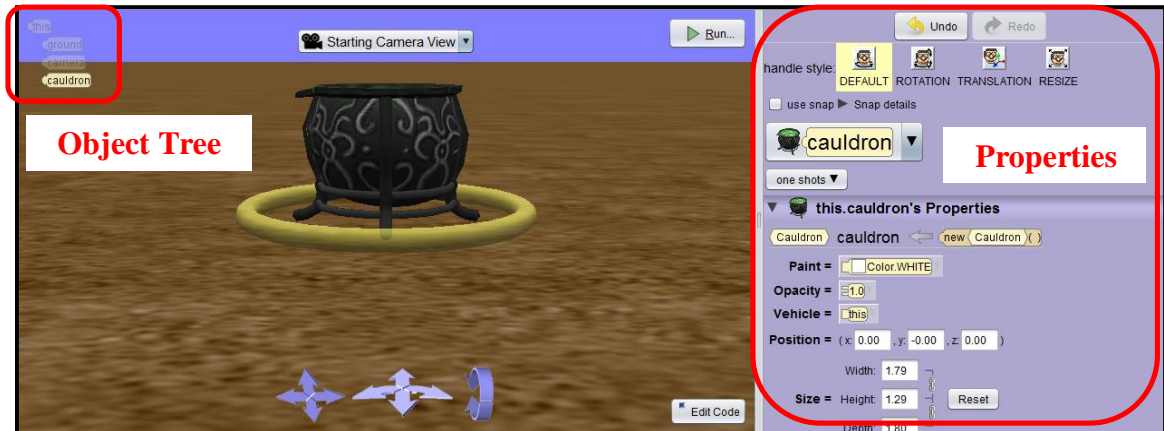 this
ground
camera
cauldron
Object Tree
Starting Camera View
Run...
Edit Code
Undo
Redo
handle style:
DEFAULT ROTATION TRANSLATION RESIZE
use snap Snap details
cauldron
Properties
one shots
this.cauldron's Properties
Cauldron cauldron new Cauldron ( )
Paint = Color.WHITE
Opacity = 1.0
Vehicle = this
Position = ( x: 0.00 , y: -0.00 , z: 0.00 )
Width: 1.79
Size = Height: 1.29 Reset
Depth: 1.80